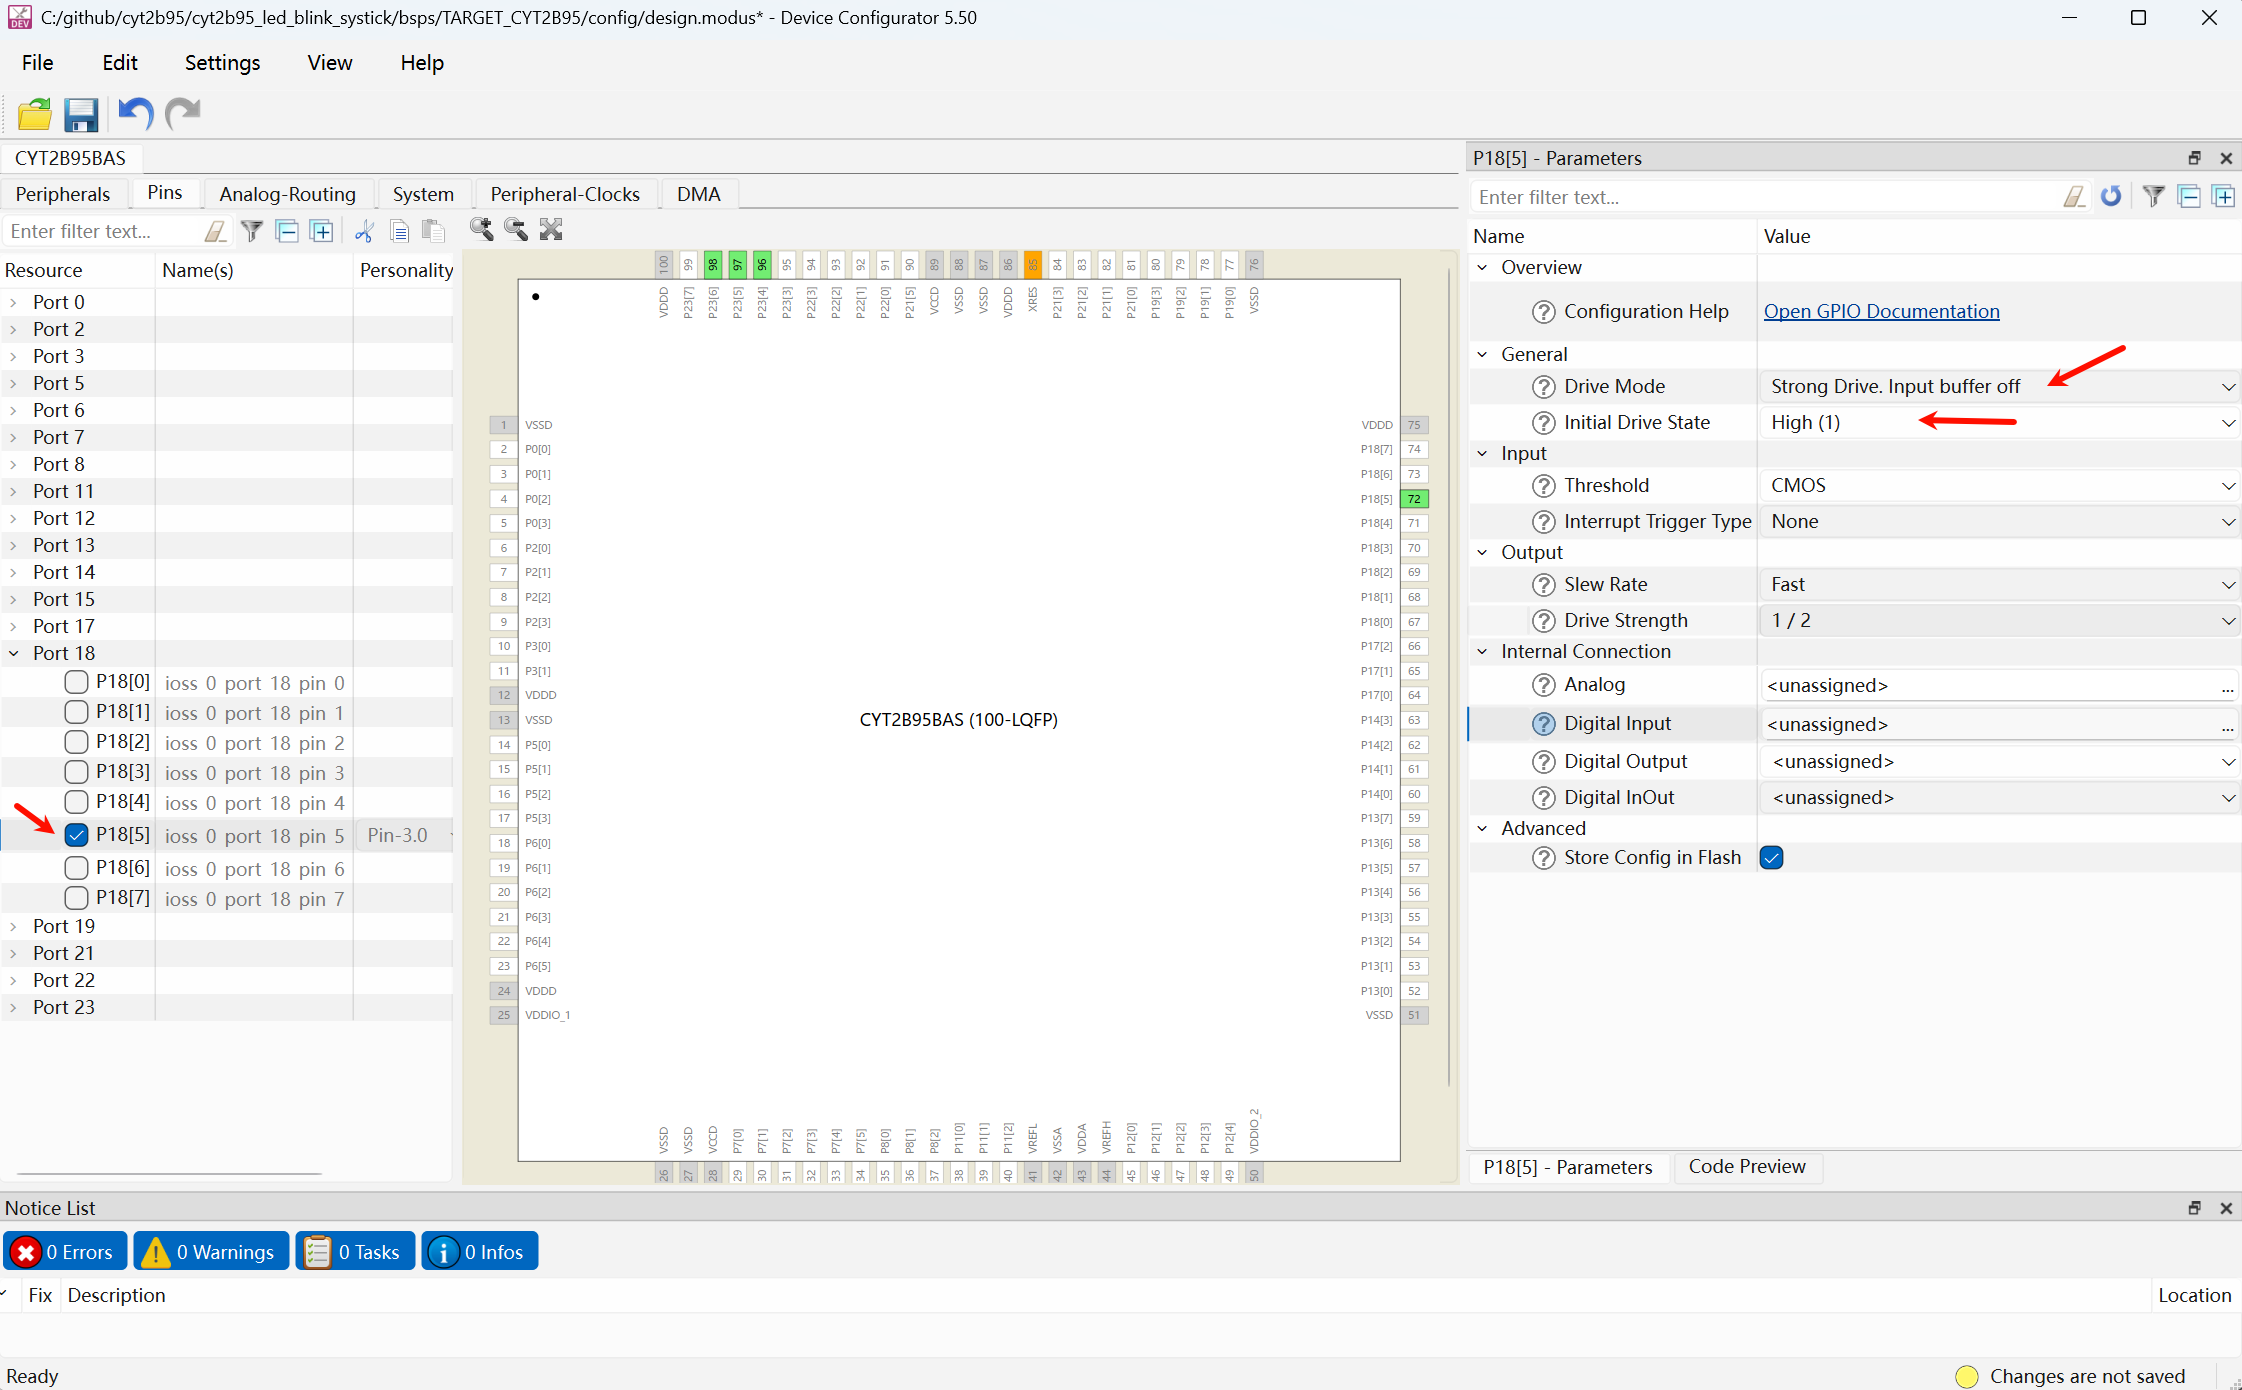 C:/github/cyt2b95/cyt2b95_led_blink_systick/bsps/TARGET_CYT2B95/config/design.modus* - Device Configurator 5.50
File Edit Settings View Help
CYT2B95BAS
Peripherals Pins Analog-Routing System Peripheral-Clocks DMA
Enter filter text...
Resource Name(s) Personality
Port 0
Port 2
Port 3
Port 5
Port 6
Port 7
Port 8
Port 11
Port 12
Port 13
Port 14
Port 15
Port 17
Port 18
P18[0] ioss 0 port 18 pin 0
P18[1] ioss 0 port 18 pin 1
P18[2] ioss 0 port 18 pin 2
P18[3] ioss 0 port 18 pin 3
P18[4] ioss 0 port 18 pin 4
P18[5] ioss 0 port 18 pin 5 Pin-3.0
P18[6] ioss 0 port 18 pin 6
P18[7] ioss 0 port 18 pin 7
Port 19
Port 21
Port 22
Port 23
100 99 98 97 96 95 94 93 92 91 90 89 88 87 86 85 84 83 82 81 80 79 78 77 76
VDDD P23[7] P23[6] P23[5] P23[4] P23[3] P22[3] P22[2] P22[1] P22[0] P21[5] VCCD VSSD VSSD VDDD XRES P21[3] P21[2] P21[1] P21[0] P19[3] P19[2] P19[1] P19[0] VSSD
1 VSSD
2 P0[0]
3 P0[1]
4 P0[2]
5 P0[3]
6 P2[0]
7 P2[1]
8 P2[2]
9 P2[3]
10 P3[0]
11 P3[1]
12 VDDD
13 VSSD
14 P5[0]
15 P5[1]
16 P5[2]
17 P5[3]
18 P6[0]
19 P6[1]
20 P6[2]
21 P6[3]
22 P6[4]
23 P6[5]
24 VDDD
25 VDDIO_1
CYT2B95BAS (100-LQFP)
VDDD 75
P18[7] 74
P18[6] 73
P18[5] 72
P18[4] 71
P18[3] 70
P18[2] 69
P18[1] 68
P18[0] 67
P17[2] 66
P17[1] 65
P17[0] 64
P14[3] 63
P14[2] 62
P14[1] 61
P14[0] 60
P13[7] 59
P13[6] 58
P13[5] 57
P13[4] 56
P13[3] 55
P13[2] 54
P13[1] 53
P13[0] 52
VSSD 51
VSSD VSSD VCCD P7[0] P7[1] P7[2] P7[3] P7[4] P7[5] P8[0] P8[1] P8[2] P11[0] P11[1] P11[2] VREFL VSSA VDDA VREFH P12[0] P12[1] P12[2] P12[3] P12[4] VDDIO_2
26 27 28 29 30 31 32 33 34 35 36 37 38 39 40 41 42 43 44 45 46 47 48 49 50
P18[5] - Parameters
Enter filter text...
Name Value
Overview
Configuration Help Open GPIO Documentation
General
Drive Mode Strong Drive. Input buffer off
Initial Drive State High (1)
Input
Threshold CMOS
Interrupt Trigger Type None
Output
Slew Rate Fast
Drive Strength 1 / 2
Internal Connection
Analog <unassigned> ...
Digital Input <unassigned> ...
Digital Output <unassigned>
Digital InOut <unassigned>
Advanced
Store Config in Flash
P18[5] - Parameters Code Preview
Notice List
0 Errors 0 Warnings 0 Tasks 0 Infos
Fix Description Location
Ready Changes are not saved